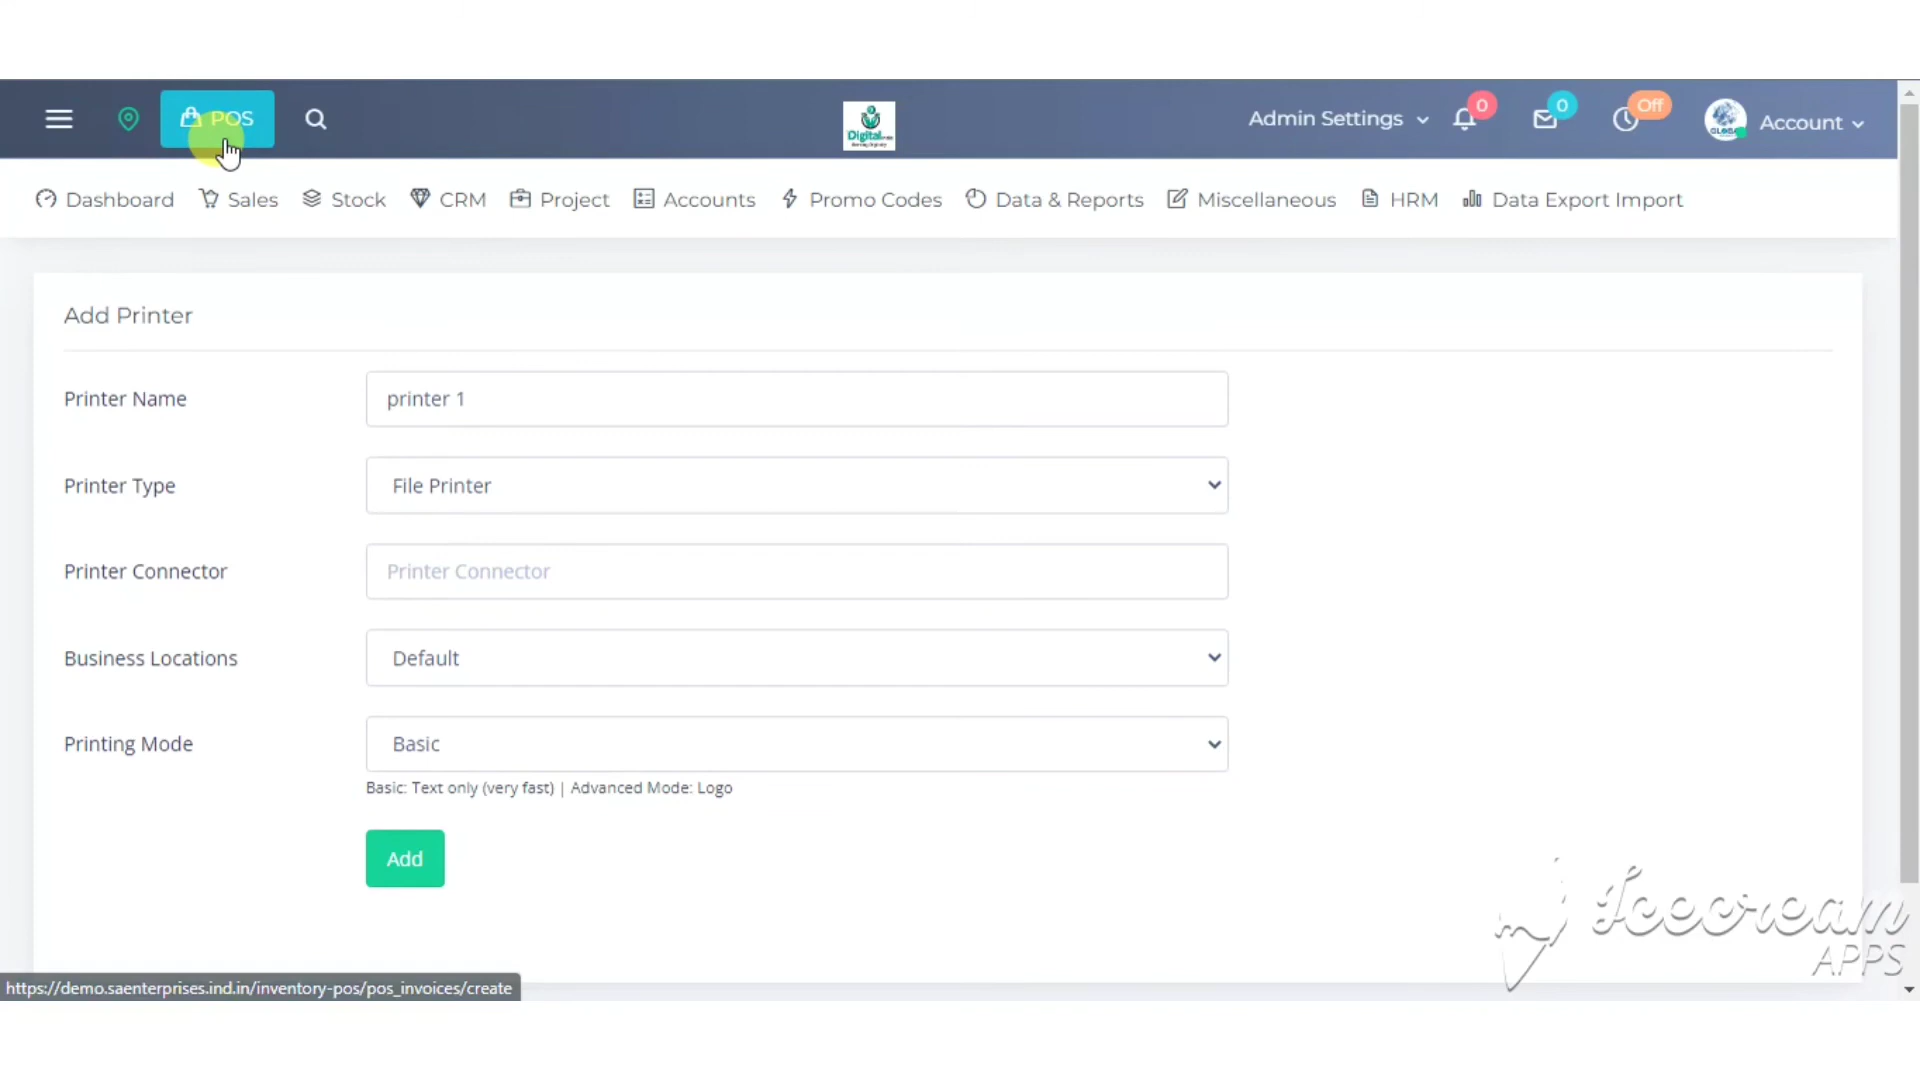 POS
Digital
Admin Settings
0
0
Off
Account
Dashboard
Sales
Stock
CRM
Project
Accounts
Promo Codes
Data & Reports
Miscellaneous
HRM
Data Export Import
Add Printer
Printer Name
printer 1
Printer Type
File Printer
Printer Connector
Printer Connector
Business Locations
Default
Printing Mode
Basic
Basic: Text only (very fast) | Advanced Mode: Logo
Add
Icecream
APPS
https://demo.saenterprises.ind.in/inventory-pos/pos_invoices/create